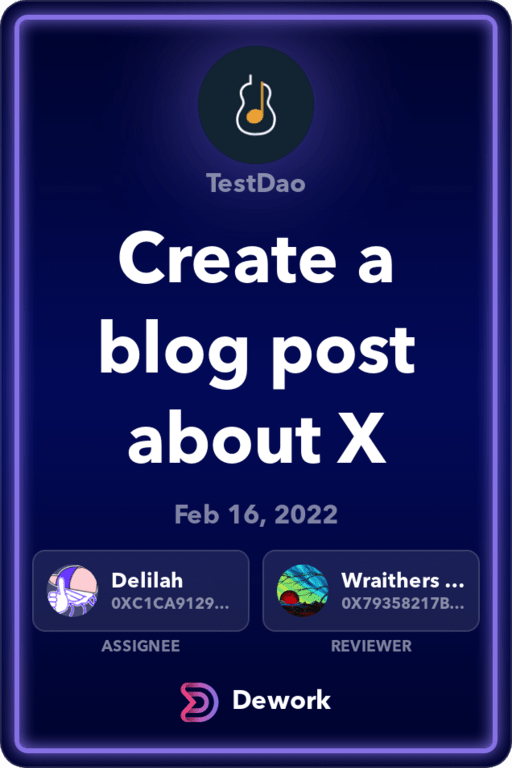 TestDao
Create a
blog post
about X
Feb 16, 2022
Delilah
0XC1CA9129...
ASSIGNEE
Wraithers ...
0X79358217B...
REVIEWER
Dework